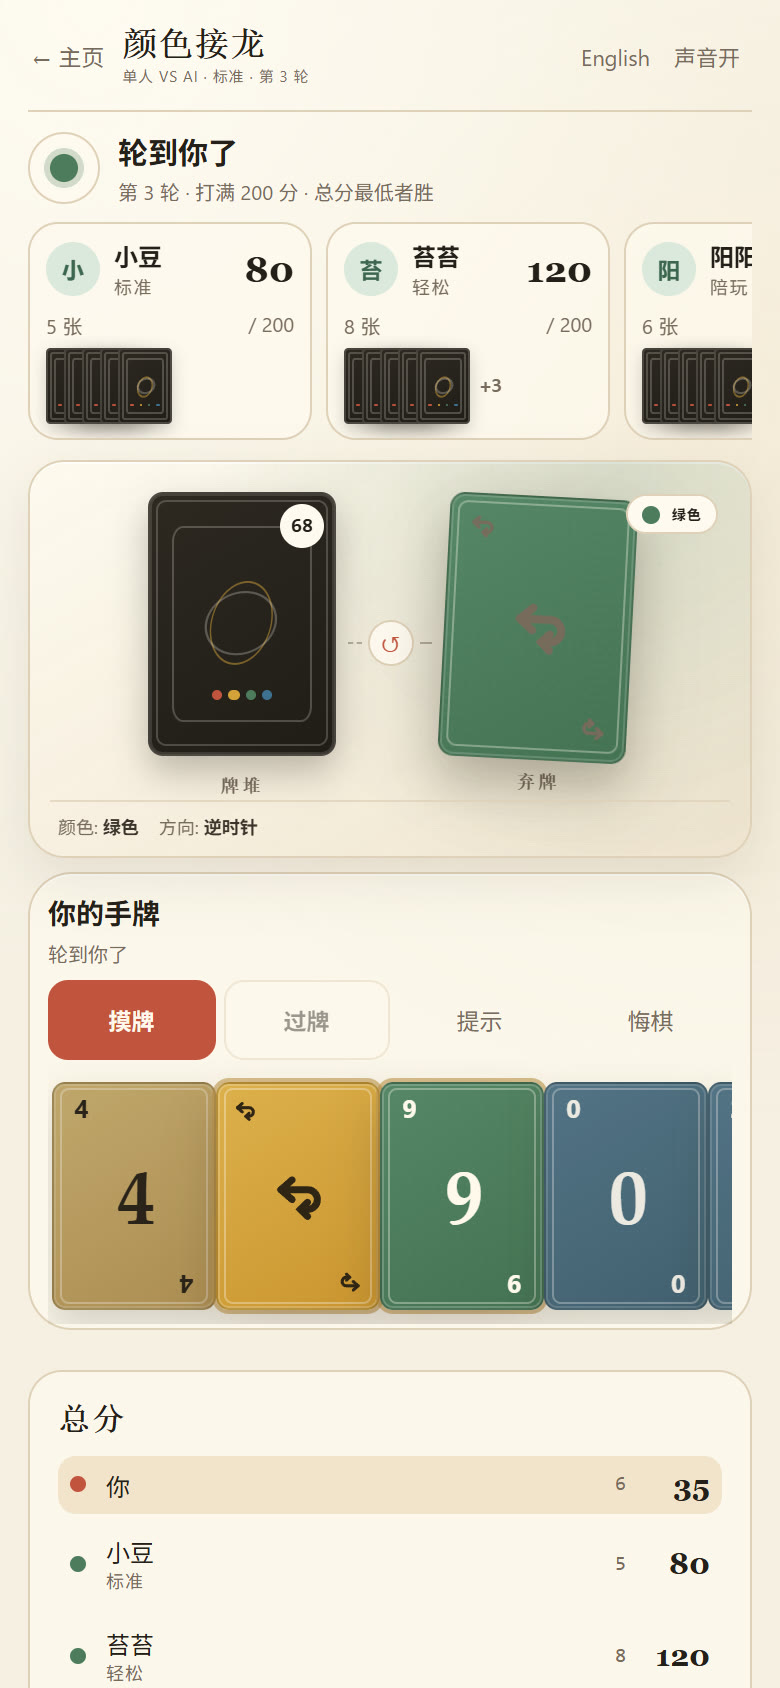 ← 主页
颜色接龙
单人 VS AI · 标准 · 第 3 轮
English
声音开
轮到你了
第 3 轮 · 打满 200 分 · 总分最低者胜
小
小豆
标准
80
5 张
/ 200
苔
苔苔
轻松
120
8 张
/ 200
+3
阳
阳阳
陪玩
6 张
68
绿色
牌堆
弃牌
颜色: 绿色
方向: 逆时针
你的手牌
轮到你了
摸牌
过牌
提示
悔棋
4
4
4
9
9
9
0
0
0
总分
你
6
35
小豆
标准
5
80
苔苔
轻松
8
120